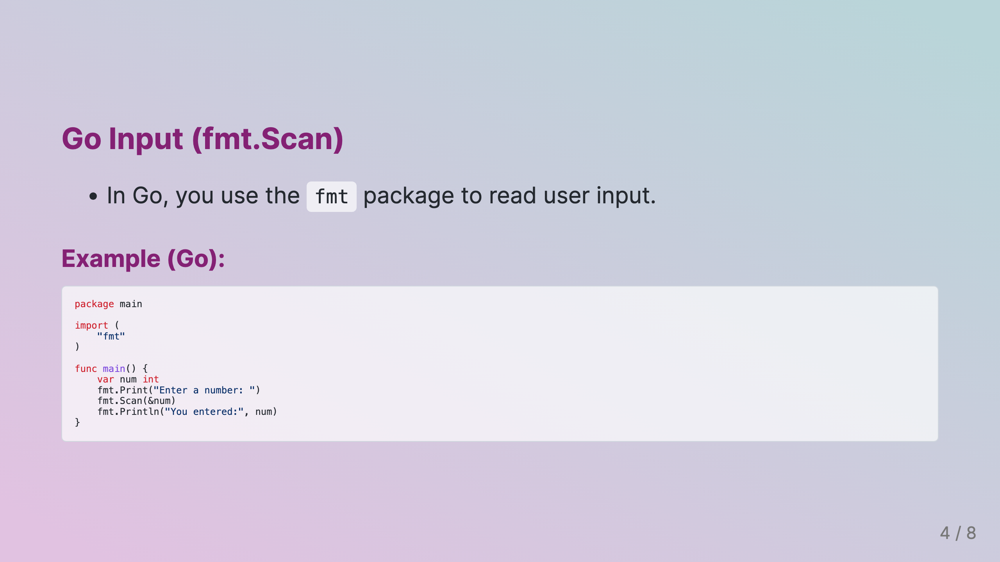 Go Input (fmt.Scan)
• In Go, you use the fmt package to read user input.
Example (Go):
package main

import (
    "fmt"
)

func main() {
    var num int
    fmt.Print("Enter a number: ")
    fmt.Scan(&num)
    fmt.Println("You entered:", num)
}
4 / 8